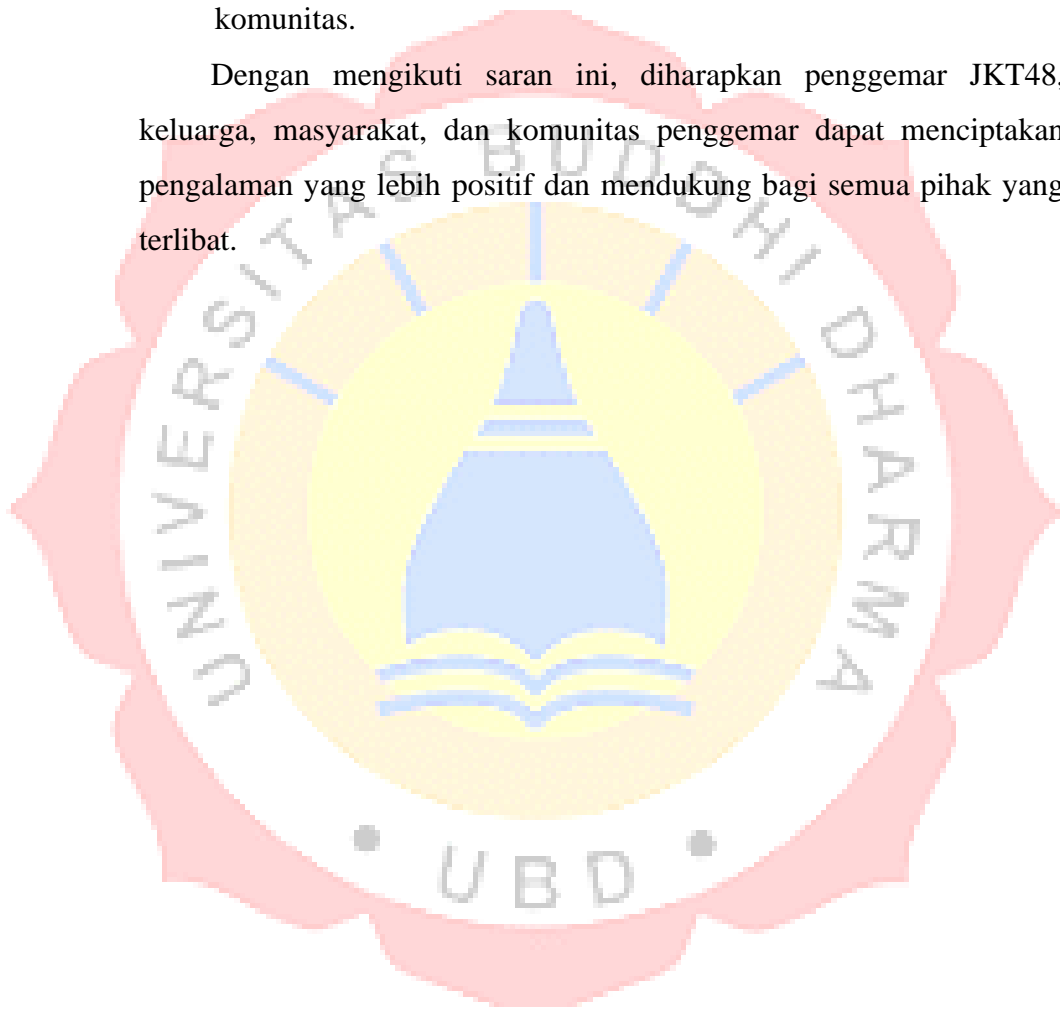 komunitas.
Dengan mengikuti saran ini, diharapkan penggemar JKT48,
keluarga, masyarakat, dan komunitas penggemar dapat menciptakan
pengalaman yang lebih positif dan mendukung bagi semua pihak yang
terlibat.
UNIVERSITAS BUDDHI DHARMA
• UBD •